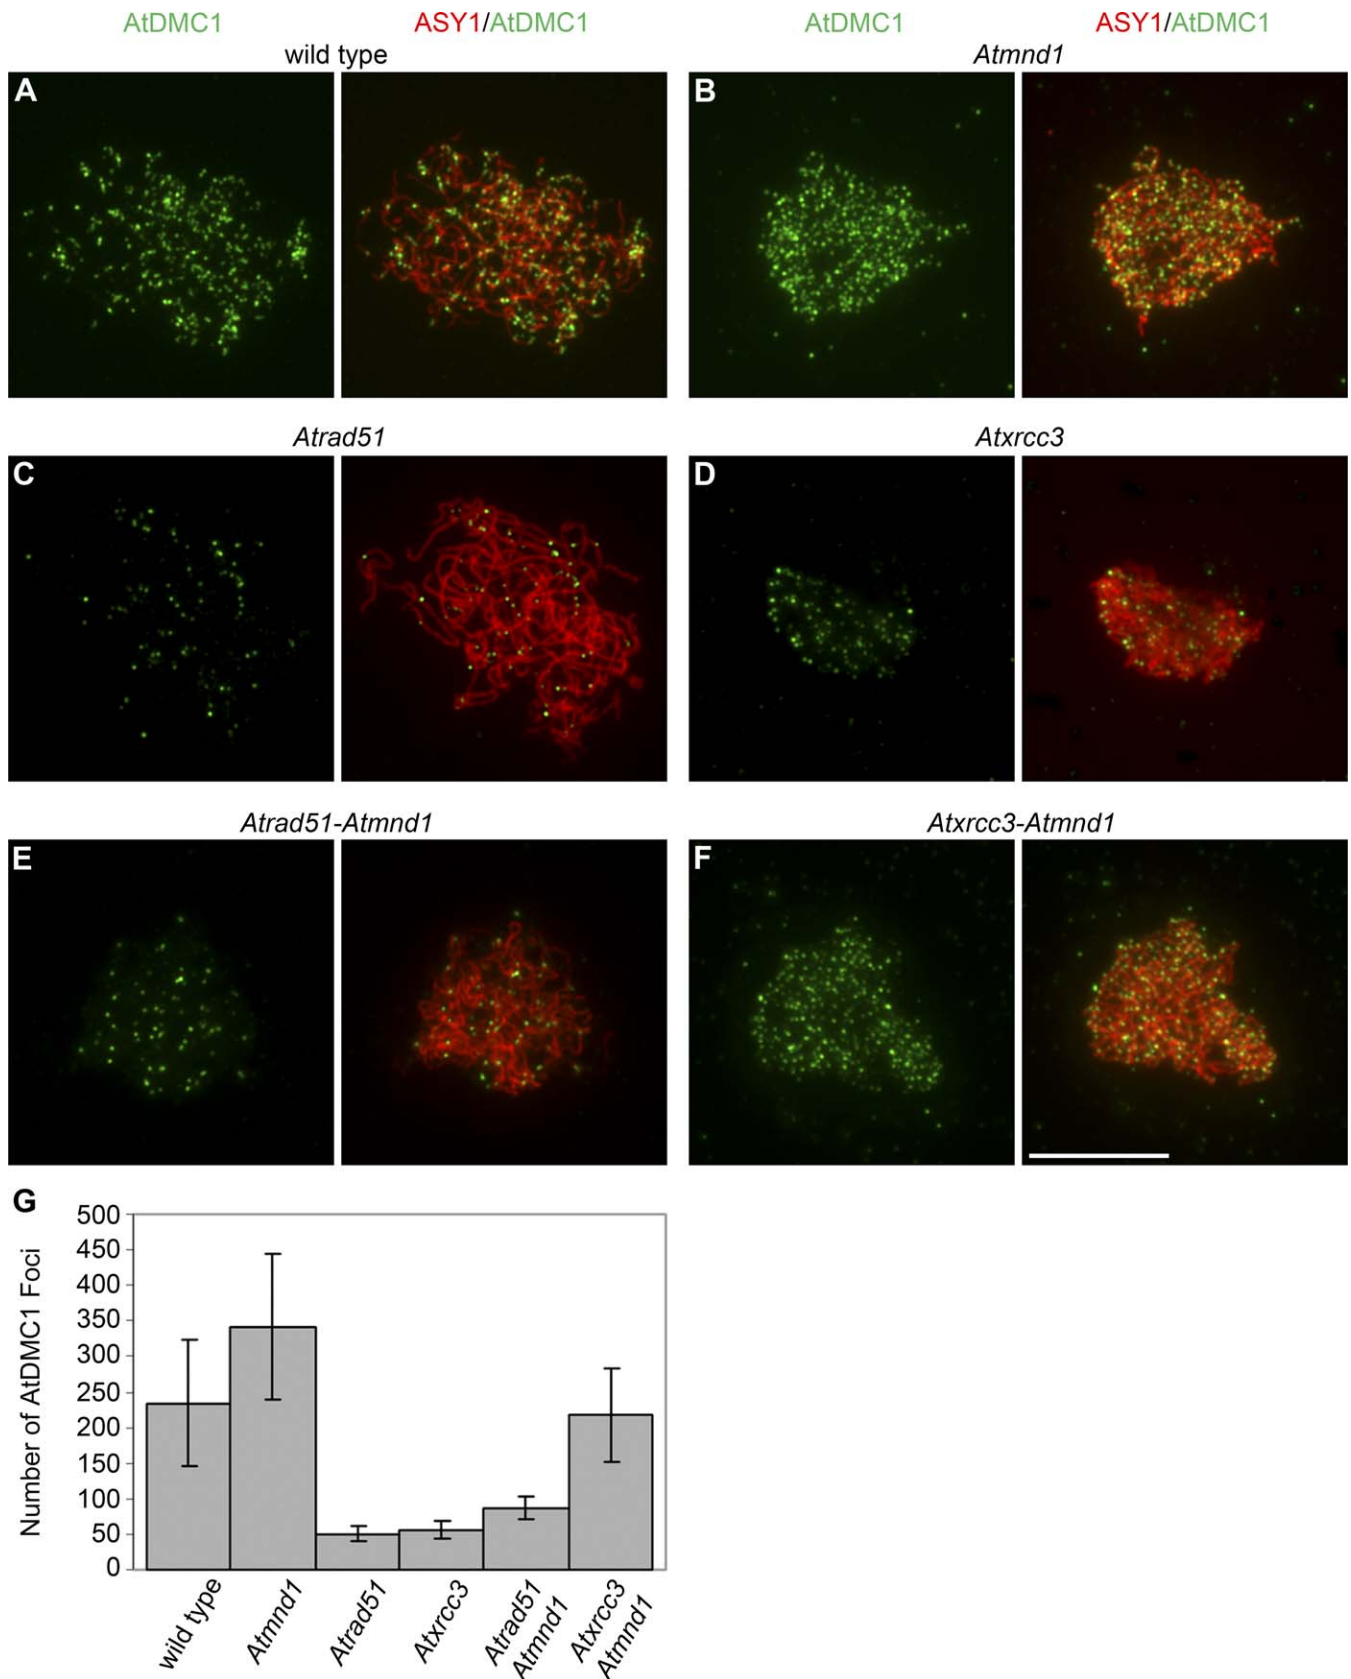 AtDMC1 ASY1/AtDMC1 AtDMC1 ASY1/AtDMC1
wild type Atmnd1
A B
Atrad51 Atxrcc3
C D
Atrad51-Atmnd1 Atxrcc3-Atmnd1
E F
G
Number of AtDMC1 Foci
500
450
400
350
300
250
200
150
100
50
0
wild type
Atmnd1
Atrad51
Atxrcc3
Atrad51
Atmnd1
Atxrcc3
Atmnd1